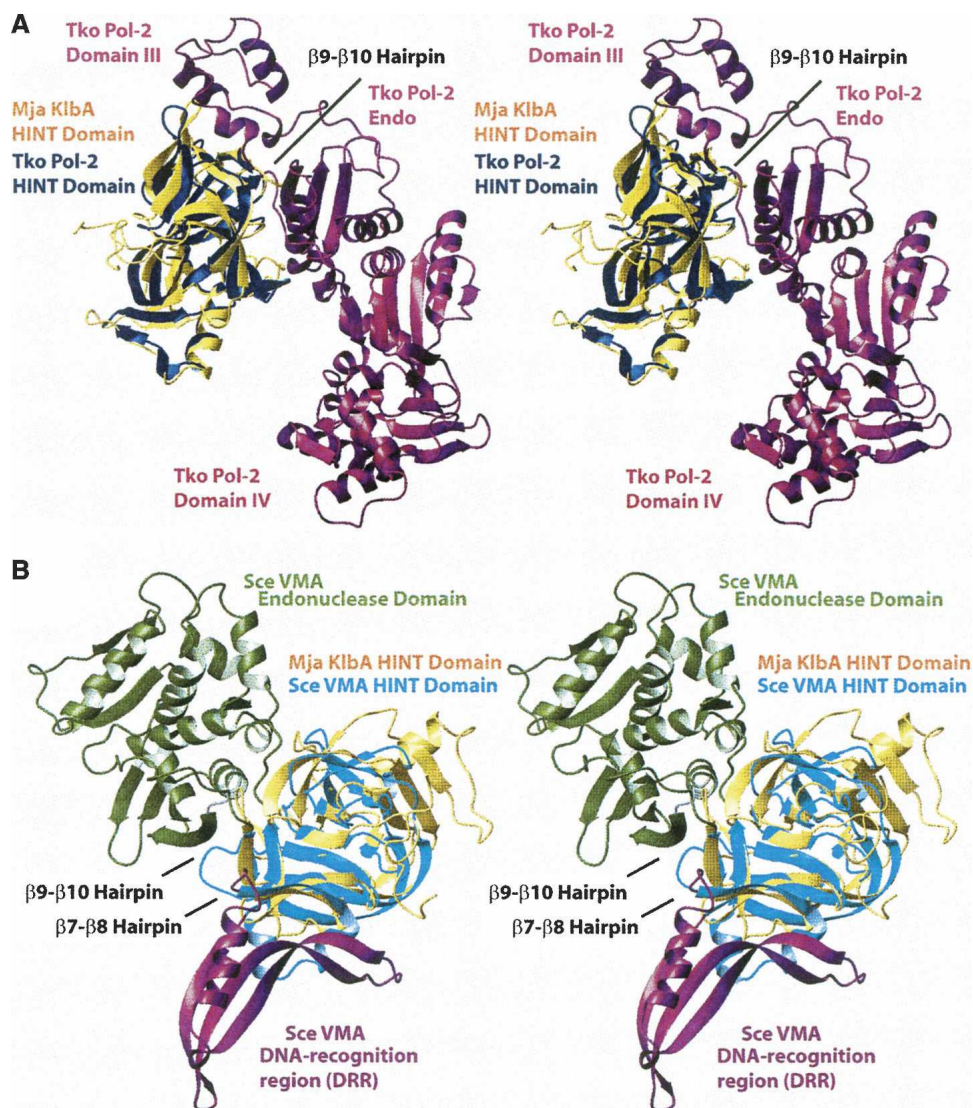 A
Tko Pol-2
Domain III
β9-β10 Hairpin
Tko Pol-2
Endo
Mja KlbA
HINT Domain
Tko Pol-2
HINT Domain
Tko Pol-2
Domain IV
Tko Pol-2
Domain III
β9-β10 Hairpin
Tko Pol-2
Endo
Mja KlbA
HINT Domain
Tko Pol-2
HINT Domain
Tko Pol-2
Domain IV
B
Sce VMA
Endonuclease Domain
Mja KlbA HINT Domain
Sce VMA HINT Domain
β9-β10 Hairpin
β7-β8 Hairpin
Sce VMA
DNA-recognition
region (DRR)
Sce VMA
Endonuclease Domain
Mja KlbA HINT Domain
Sce VMA HINT Domain
β9-β10 Hairpin
β7-β8 Hairpin
Sce VMA
DNA-recognition
region (DRR)